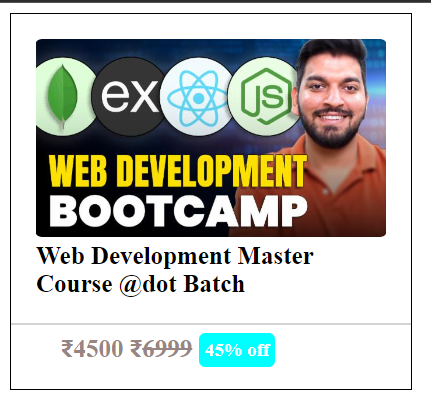 ex
JS
WEB DEVELOPMENT
BOOTCAMP
Web Development Master
Course @dot Batch
₹4500 ₹6999 45% off